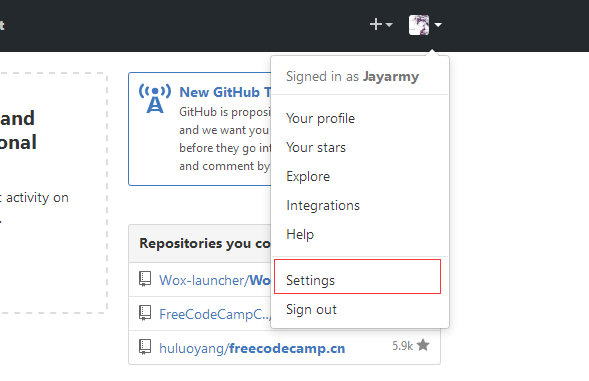 t
Signed in as Jayarmy
and
onal
activity on
.
New GitHub T
GitHub is proposi
and we want you
before they go int
and comment by
Your profile
Your stars
Explore
Integrations
Help
Settings
Sign out
Repositories you co
Wox-launcher/Wo
FreeCodeCampC../
huluoyang/freecodecamp.cn 5.9k